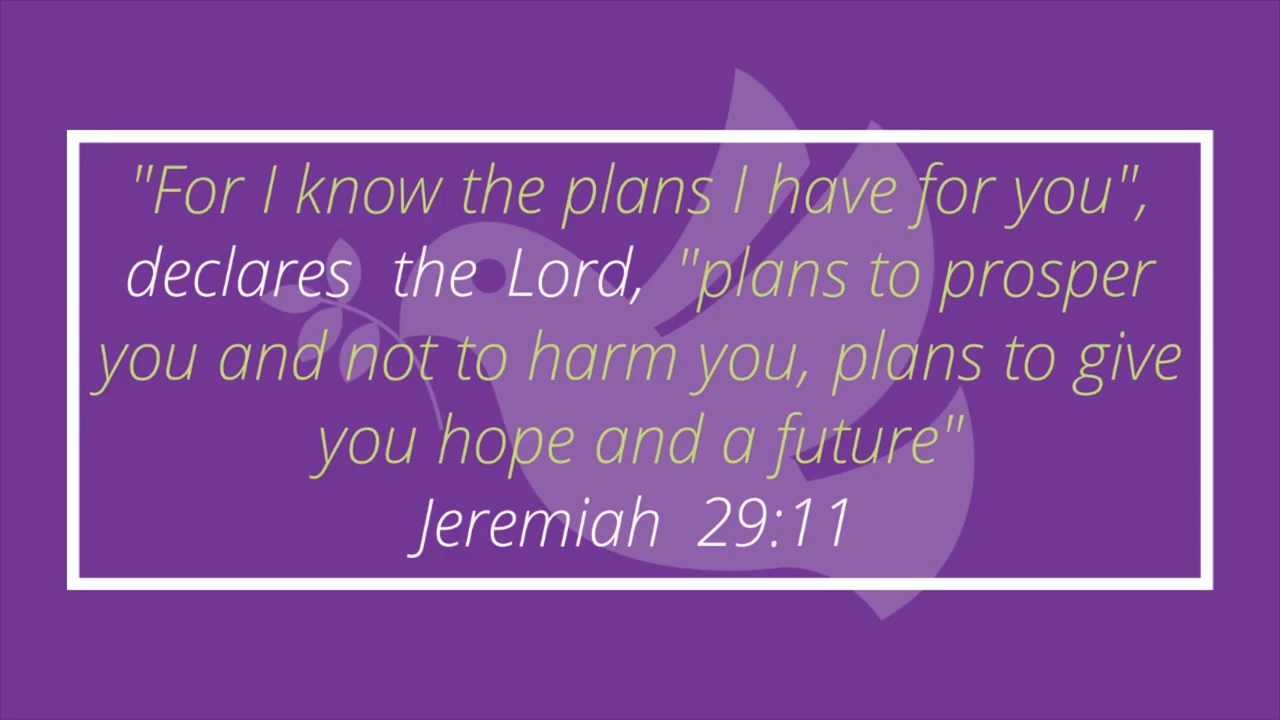 "For I know the plans I have for you",
declares the Lord, "plans to prosper
you and not to harm you, plans to give
you hope and a future"
Jeremiah 29:11